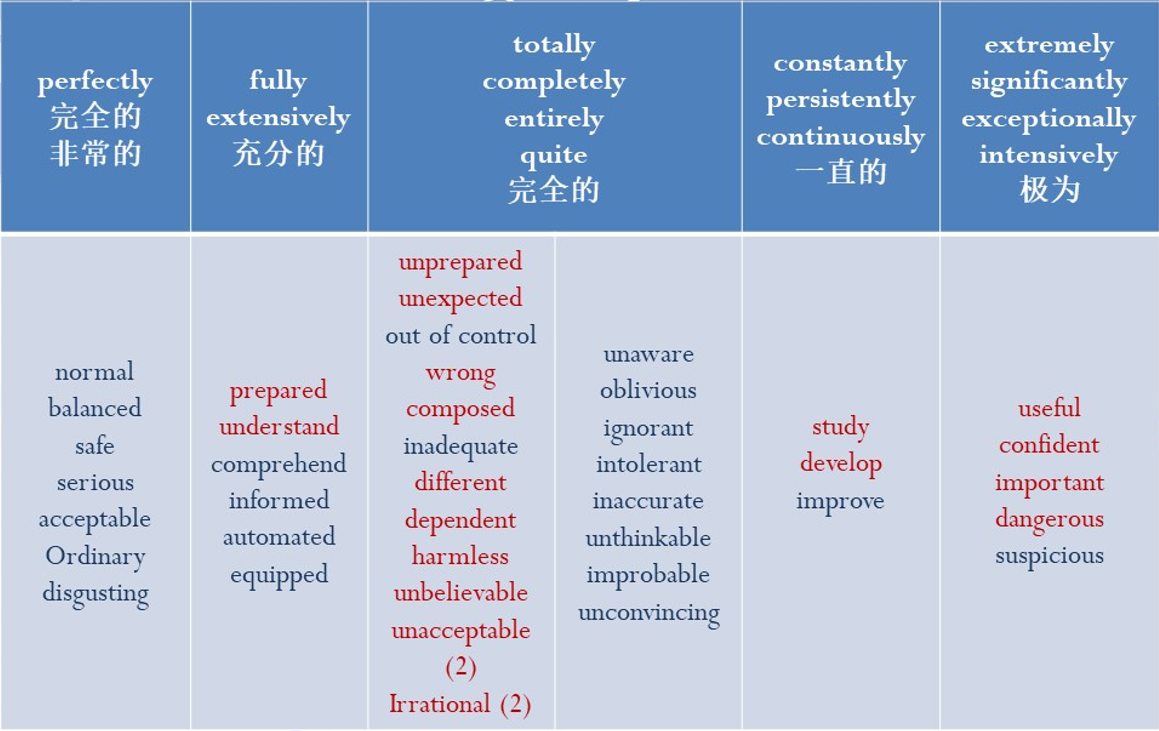 perfectly
完全的
非常的
fully
extensively
充分的
totally
completely
entirely
quite
完全的
constantly
persistently
continuously
一直的
extremely
significantly
exceptionally
intensively
极为
normal
balanced
safe
serious
acceptable
Ordinary
disgusting
prepared
understand
comprehend
informed
automated
equipped
unprepared
unexpected
out of control
wrong
composed
inadequate
different
dependent
harmless
unbelievable
unacceptable
(2)
Irrational (2)
unaware
oblivious
ignorant
intolerant
inaccurate
unthinkable
improbable
unconvincing
study
develop
improve
useful
confident
important
dangerous
suspicious